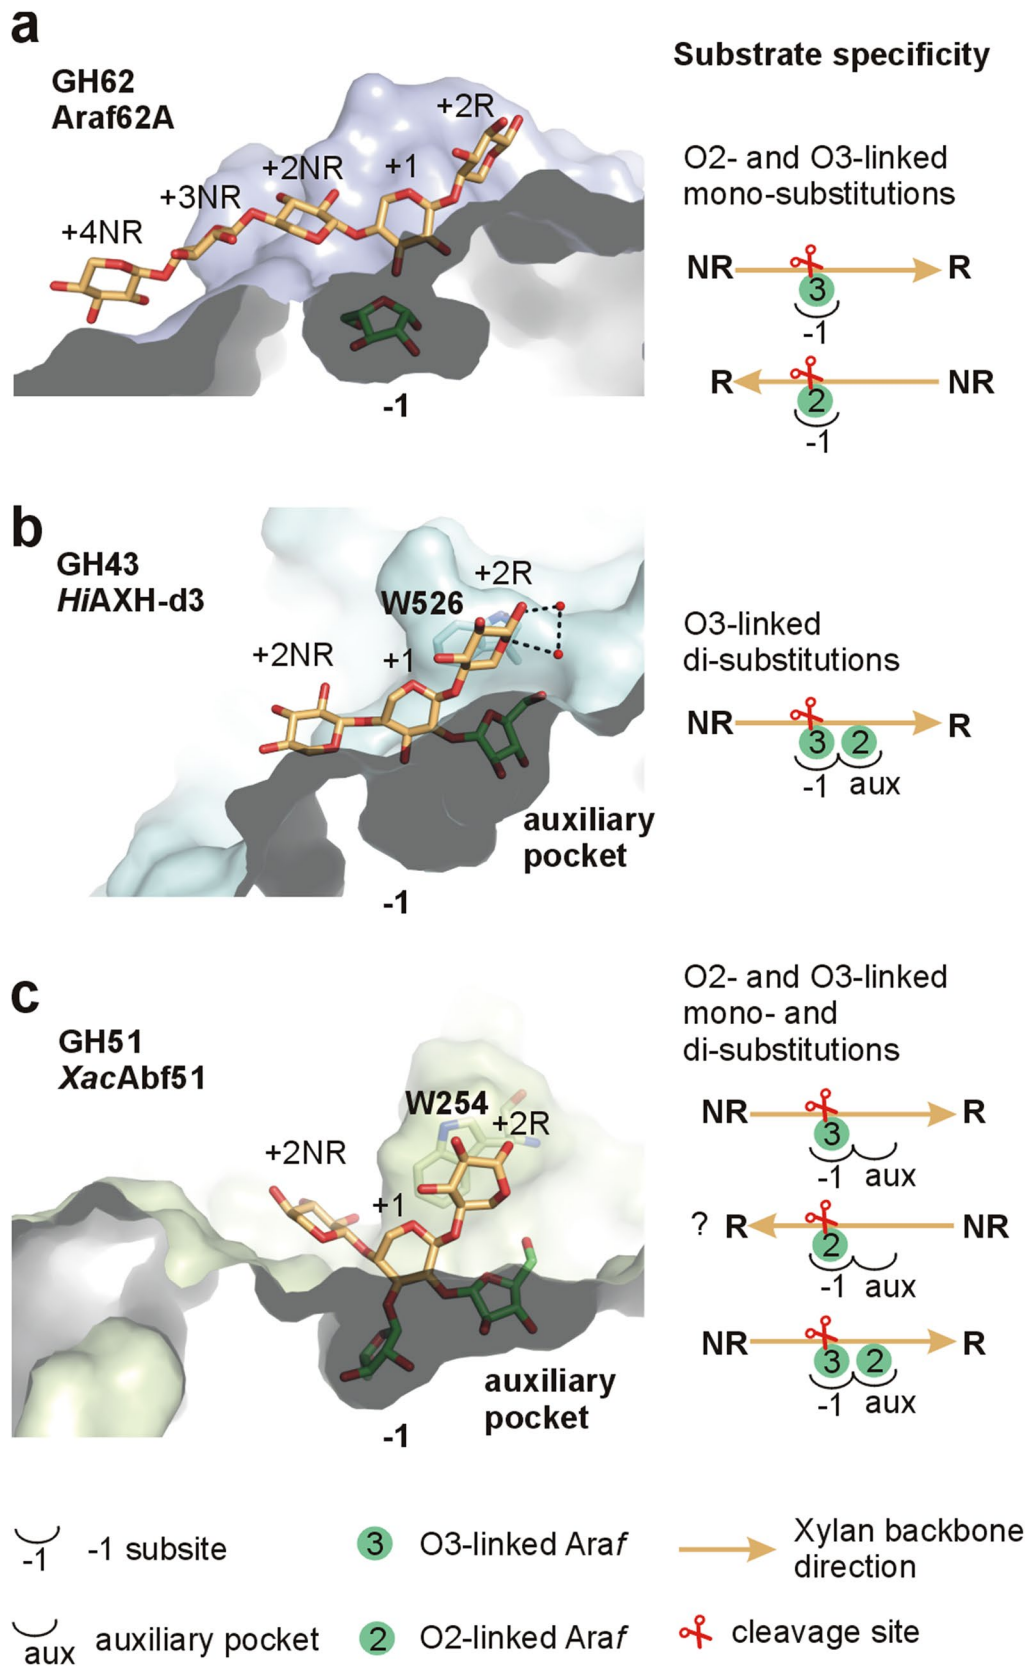 a
GH62
Araf62A
+4NR
+3NR
+2NR
+1
+2R
-1
Substrate specificity
O2- and O3-linked
mono-substitutions
NR
R
3
-1
R
NR
2
-1
b
GH43
HiAXH-d3
+2NR
+1
W526
+2R
auxiliary
pocket
-1
O3-linked
di-substitutions
NR
R
3
2
-1
aux
c
GH51
XacAbf51
+2NR
+1
W254
+2R
auxiliary
pocket
-1
O2- and O3-linked
mono- and
di-substitutions
NR
R
3
-1
aux
? R
NR
2
-1
aux
NR
R
3
2
-1
aux
-1
-1 subsite
3
O3-linked Araf
Xylan backbone
direction
aux
auxiliary pocket
2
O2-linked Araf
cleavage site